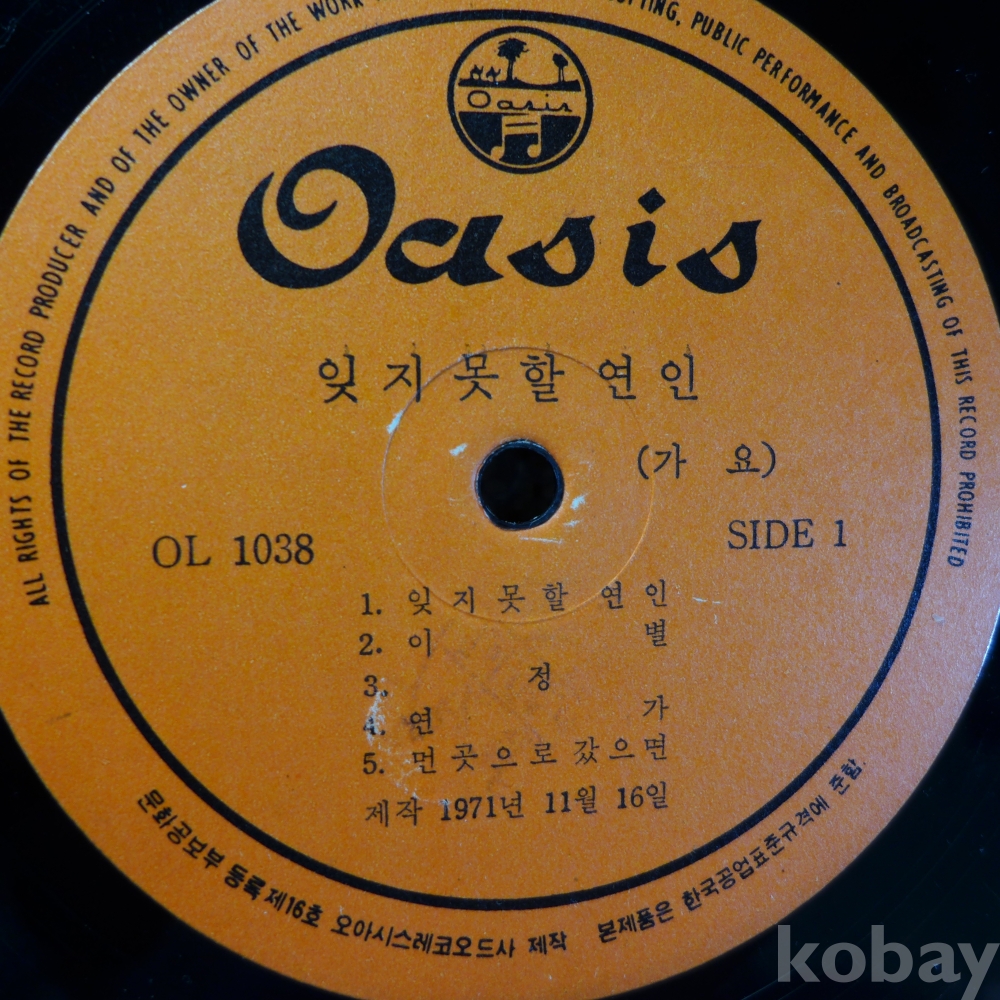 ALL RIGHTS OF THE RECORD PRODUCER AND OF THE OWNER OF THE WORK
PUBLIC PERFORMANCE AND BROADCASTING OF THIS RECORD PROHIBITED
Oasis
Oasis
잊지못할연인
(가 요)
OL 1038
SIDE 1
1. 잊지못할 연인
2. 이 별
3. 정
4. 연 가
5. 먼곳으로갔으면
제작 1971년 11월 16일
문화공보부 등록 제16호 오아시스레코오드사 제작 본제품은 한국공업표준규격에 준함.
kobay